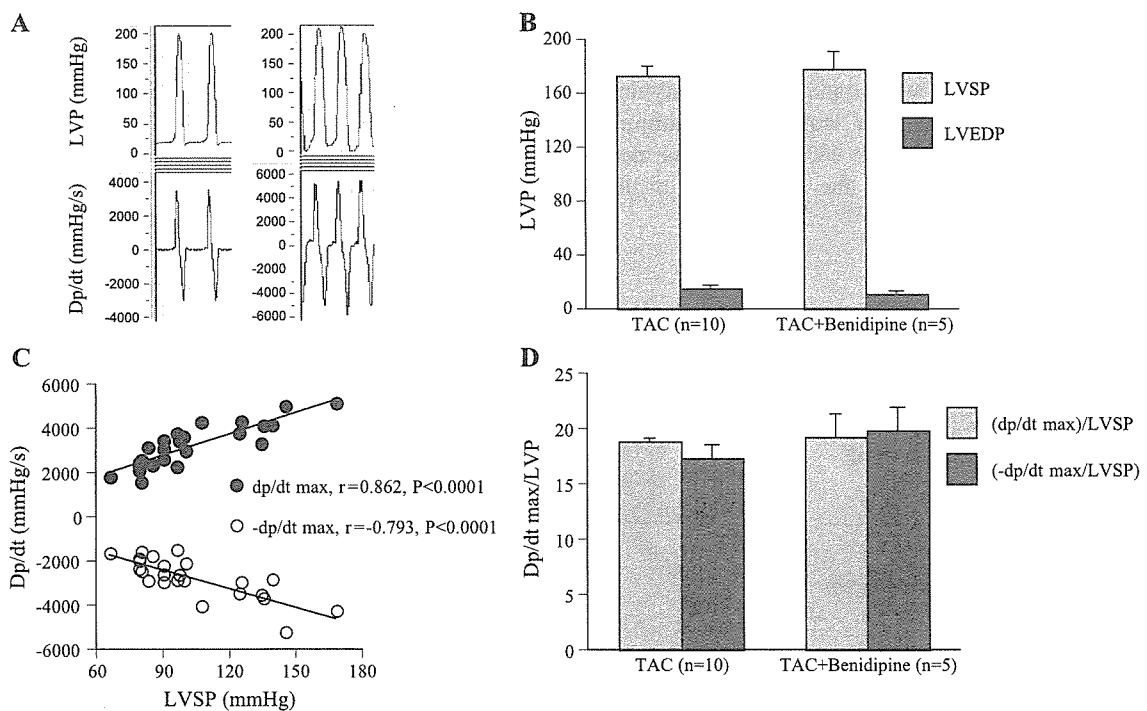 A
LVP (mmHg)
200
150
100
50
0
200
150
100
50
0
Dp/dt (mmHg/s)
4000
2000
0
-2000
-4000
6000
4000
2000
0
-2000
-4000
-6000
B
LVP (mmHg)
200
160
120
80
40
0
LVSP
LVEDP
TAC (n=10)
TAC+Benidipine (n=5)
C
Dp/dt (mmHg/s)
6000
4000
2000
0
-2000
-4000
-6000
dp/dt max, r=0.862, P<0.0001
-dp/dt max, r=-0.793, P<0.0001
60
90
120
150
180
LVSP (mmHg)
D
Dp/dt max/LVP
25
20
15
10
5
0
(dp/dt max)/LVSP
(-dp/dt max/LVSP)
TAC (n=10)
TAC+Benidipine (n=5)